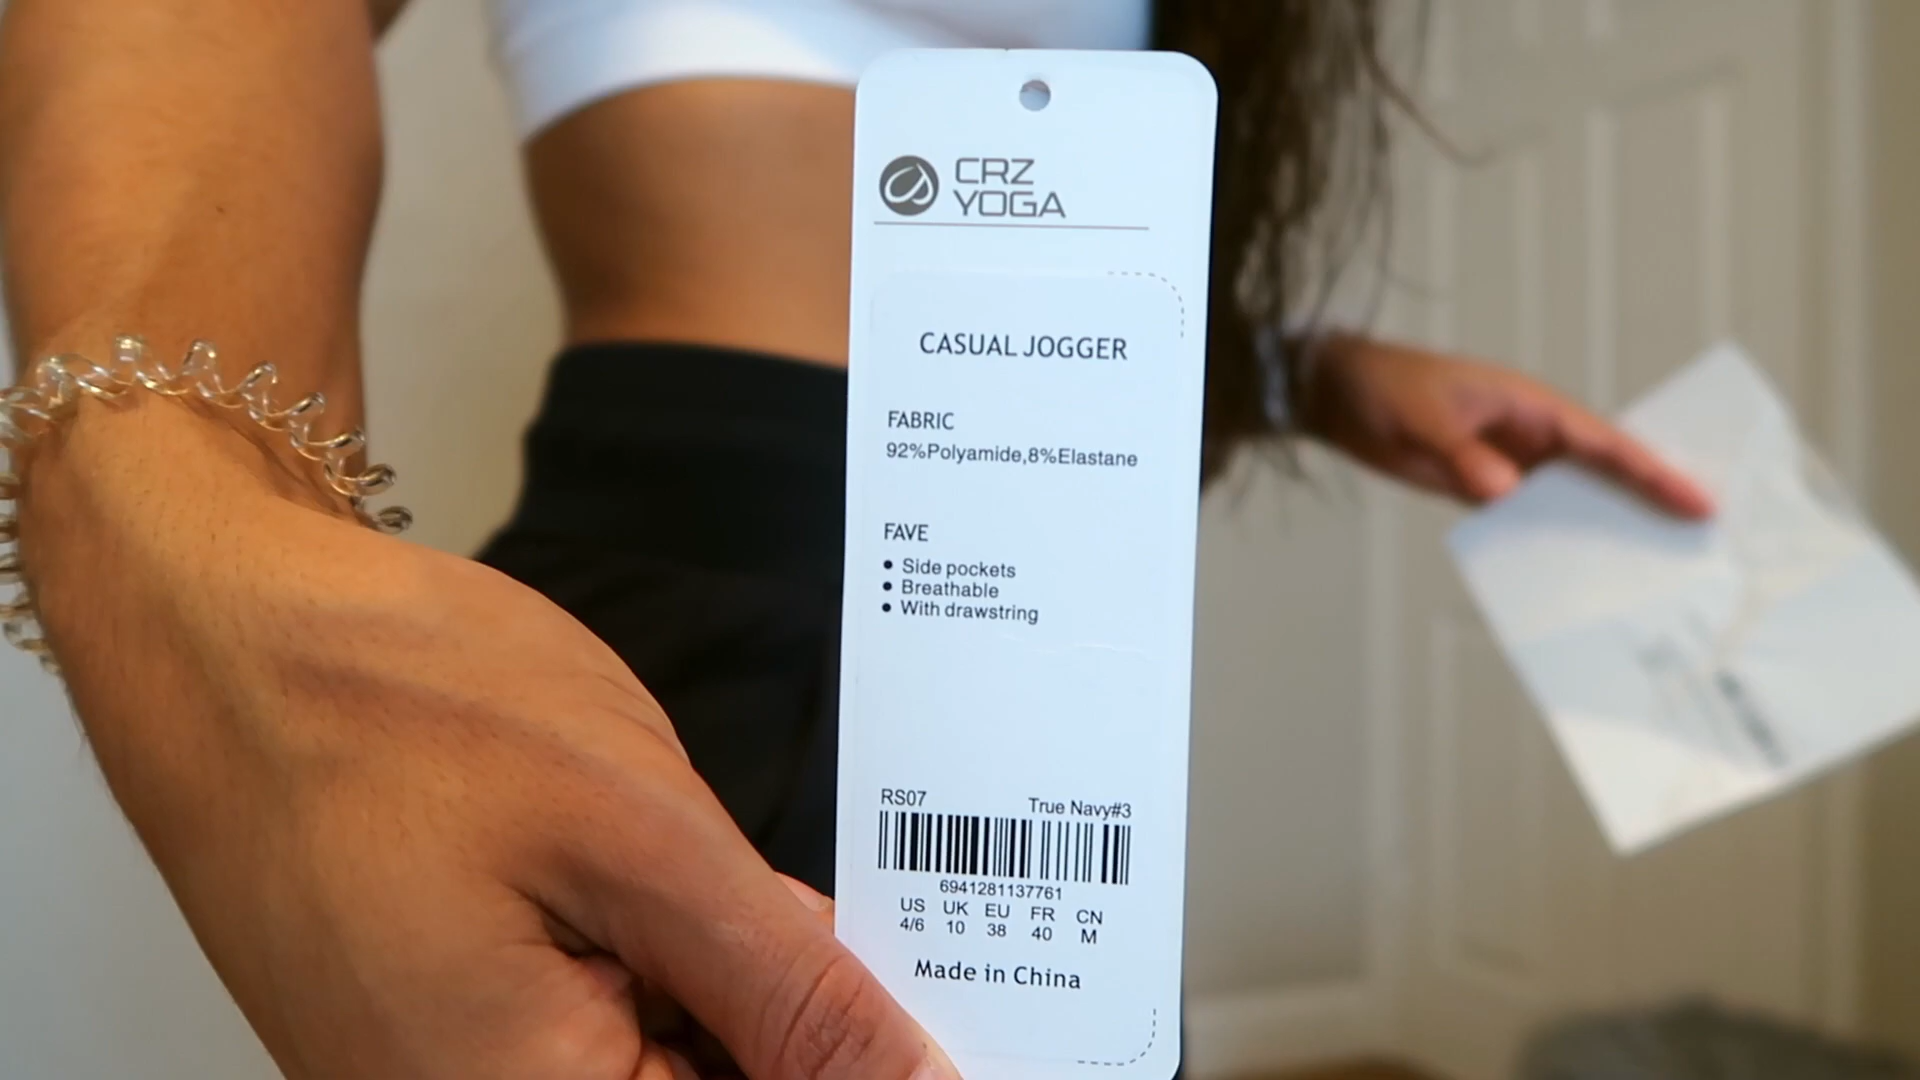 CRZ
YOGA
CASUAL JOGGER
FABRIC
92%Polyamide,8%Elastane
FAVE
• Side pockets
• Breathable
• With drawstring
RS07 True Navy#3
6941281137761
US UK EU FR CN
4/6 10 38 40 M
Made in China